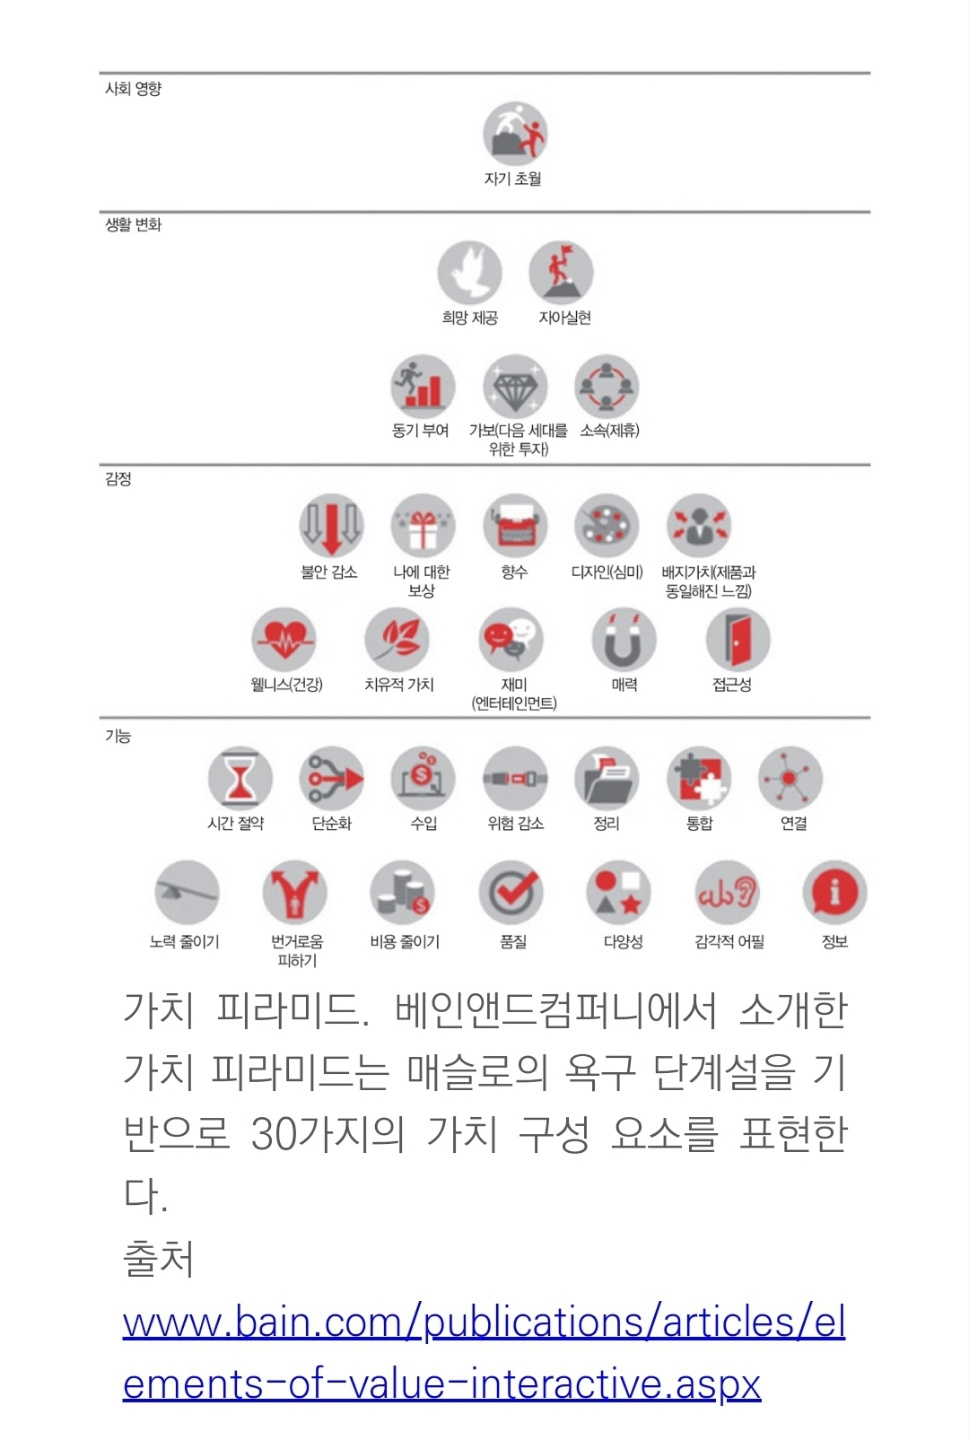 사회 영향
자기 초월
생활 변화
희망 제공 자아실현
동기 부여 가보(다음 세대를 소속(제휴)
위한 투자)
감정
불안 감소 나에 대한 향수 디자인(심미) 배지가치(제품과
보상 동일해진 느낌)
웰니스(건강) 치유적 가치 재미 매력 접근성
(엔터테인먼트)
기능
시간 절약 단순화 수입 위험 감소 정리 통합 연결
노력 줄이기 번거로움 비용 줄이기 품질 다양성 감각적 어필 정보
피하기
가치 피라미드. 베인앤드컴퍼니에서 소개한
가치 피라미드는 매슬로의 욕구 단계설을 기
반으로 30가지의 가치 구성 요소를 표현한
다.
출처
www.bain.com/publications/articles/el
ements-of-value-interactive.aspx